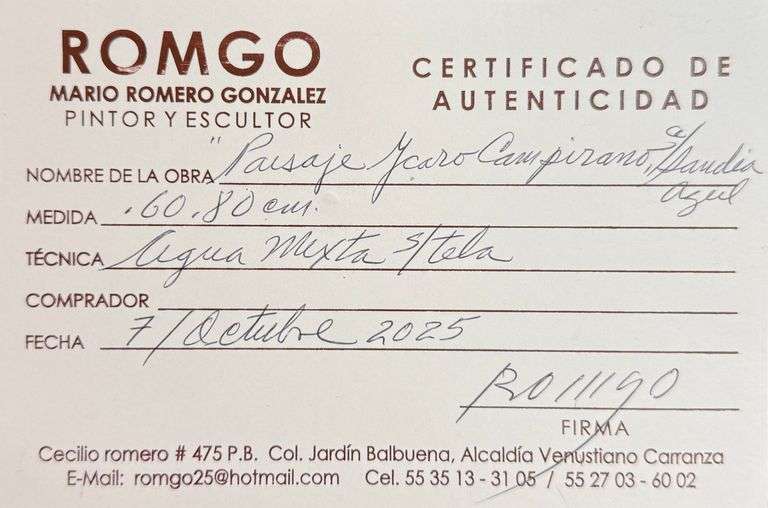 ROMGO
MARIO ROMERO GONZALEZ
PINTOR Y ESCULTOR
CERTIFICADO DE
AUTENTICIDAD
NOMBRE DE LA OBRA "Paisaje Ycaro Campirano, c/Sandia
azul
MEDIDA .60.80 cm.
TÉCNICA Agua Mixta s/tela
COMPRADOR
FECHA 7/Octubre 2025
ROMGO
FIRMA
Cecilio romero # 475 P.B. Col. Jardín Balbuena, Alcaldía Venustiano Carranza
E-Mail: romgo25@hotmail.com Cel. 55 35 13 - 31 05 / 55 27 03 - 60 02